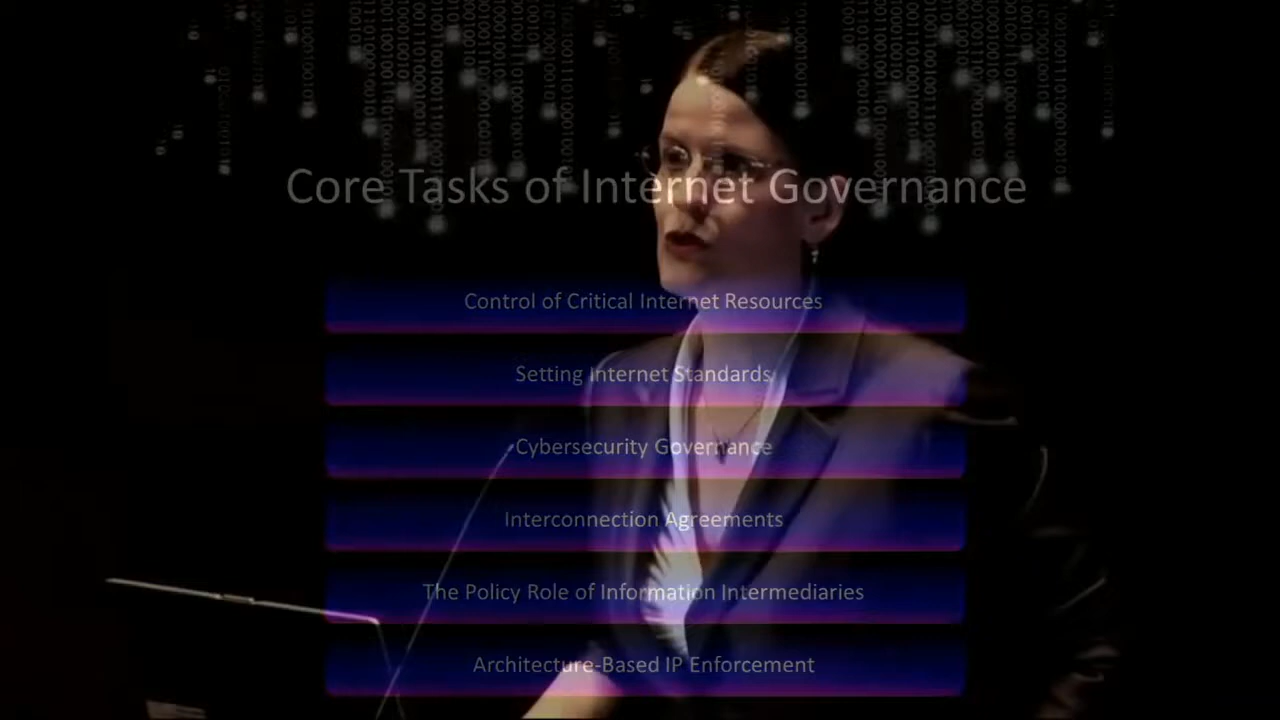 Core Tasks of Internet Governance
Control of Critical Internet Resources
Setting Internet Standards
Cybersecurity Governance
Interconnection Agreements
The Policy Role of Information Intermediaries
Architecture-Based IP Enforcement